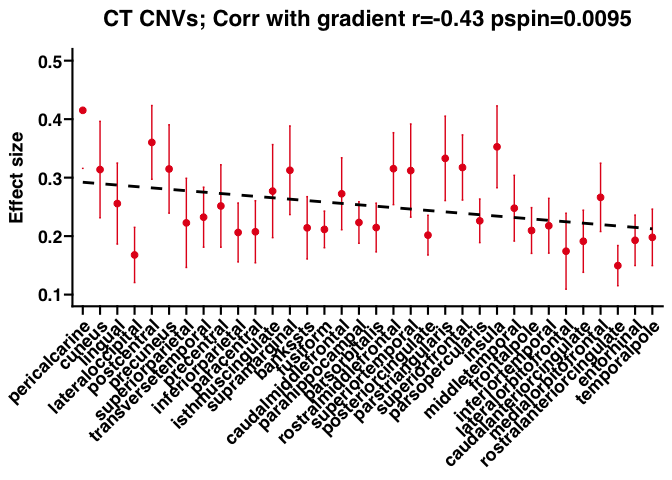 CT CNVs; Corr with gradient r=-0.43 pspin=0.0095
Effect size
0.5
0.4
0.3
0.2
0.1
pericalcarine
cuneus
lingual
lateraloccipital
postcentral
precuneus
superiorparietal
transversetemporal
precentral
inferiorparietal
paracentral
isthmuscingulate
supramarginal
bankssts
fusiform
caudalmiddlefrontal
parahippocampal
parsorbitalis
rostralmiddlefrontal
superiortemporal
posteriorcingulate
parstriangularis
superiorfrontal
parsopercularis
insula
middletemporal
frontalpole
inferiortemporal
lateralorbitofrontal
caudalanteriorcingulate
medialorbitofrontal
rostralanteriorcingulate
entorhinal
temporalpole